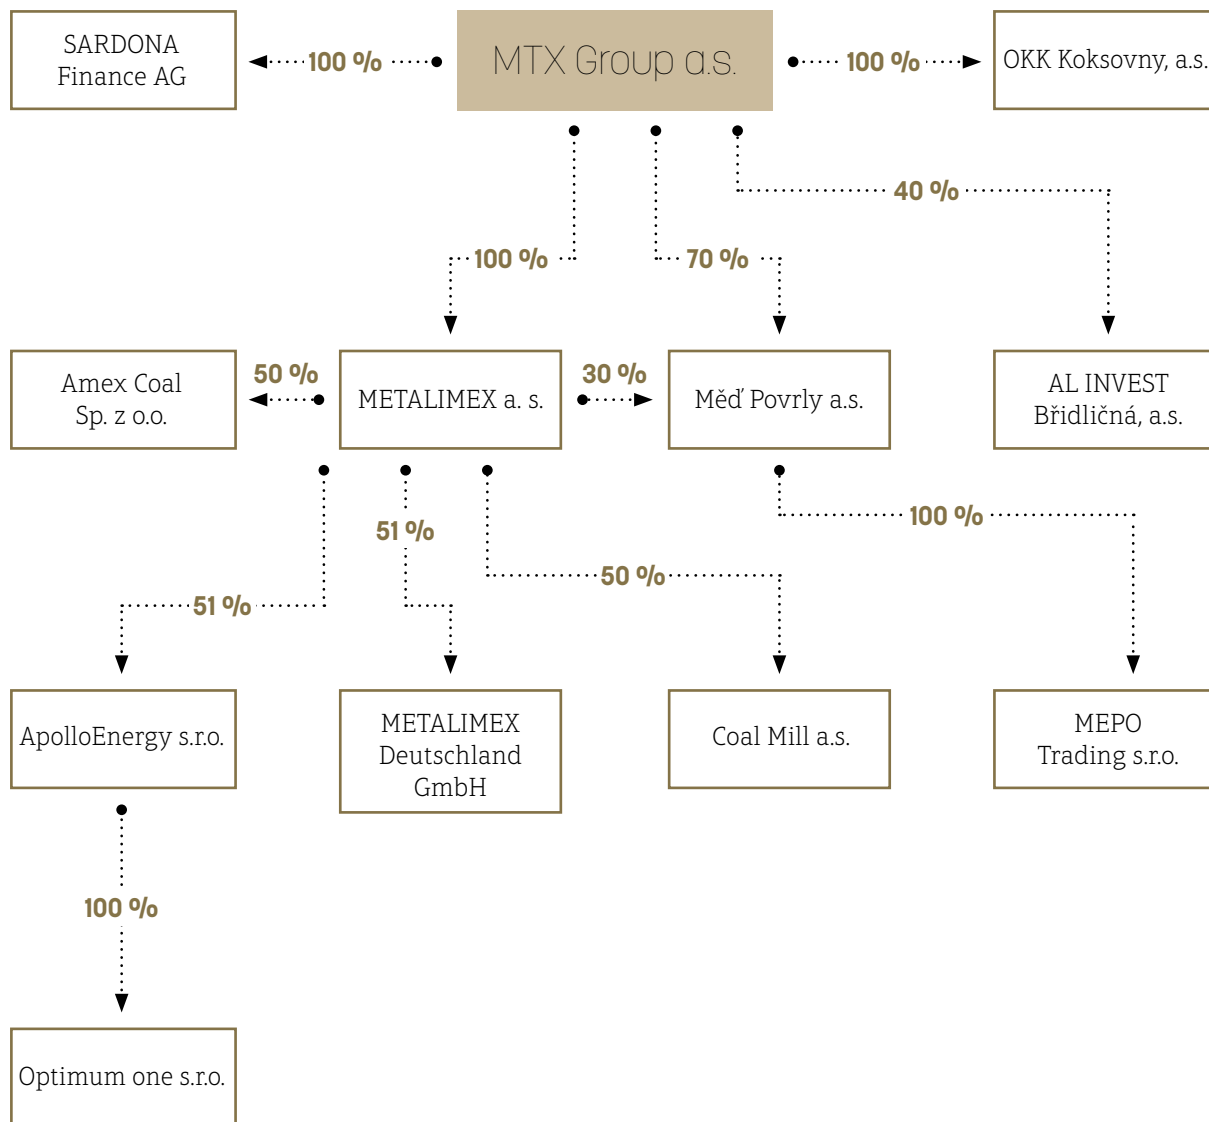 SARDONA
Finance AG
100 %
MTX Group a.s.
100 %
OKK Koksovny, a.s.
40 %
100 %
70 %
Amex Coal
Sp. z o.o.
50 %
METALIMEX a. s.
30 %
Měď Povrly a.s.
AL INVEST
Břidličná, a.s.
51 %
100 %
50 %
51 %
ApolloEnergy s.r.o.
METALIMEX
Deutschland
GmbH
Coal Mill a.s.
MEPO
Trading s.r.o.
100 %
Optimum one s.r.o.